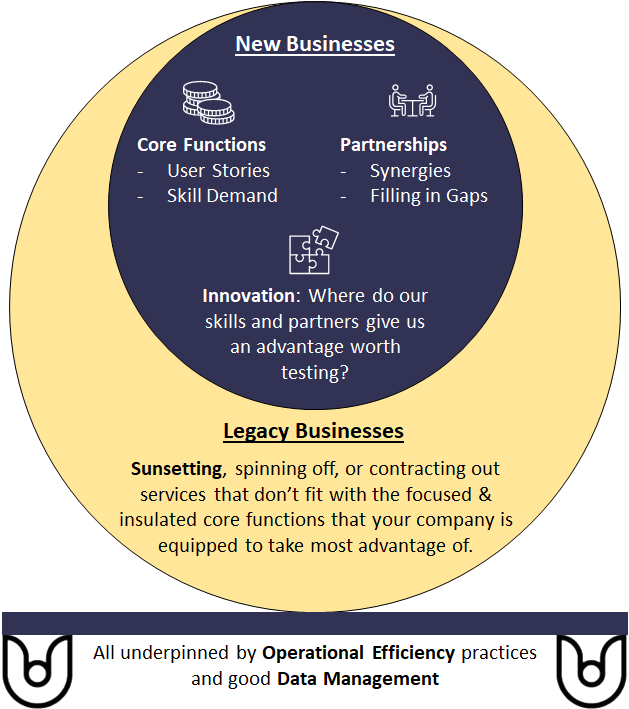 New Businesses
Core Functions
- User Stories
- Skill Demand
Partnerships
- Synergies
- Filling in Gaps
Innovation: Where do our
skills and partners give us
an advantage worth
testing?
Legacy Businesses
Sunsetting, spinning off, or contracting out
services that don’t fit with the focused &
insulated core functions that your company is
equipped to take most advantage of.
All underpinned by Operational Efficiency practices
and good Data Management